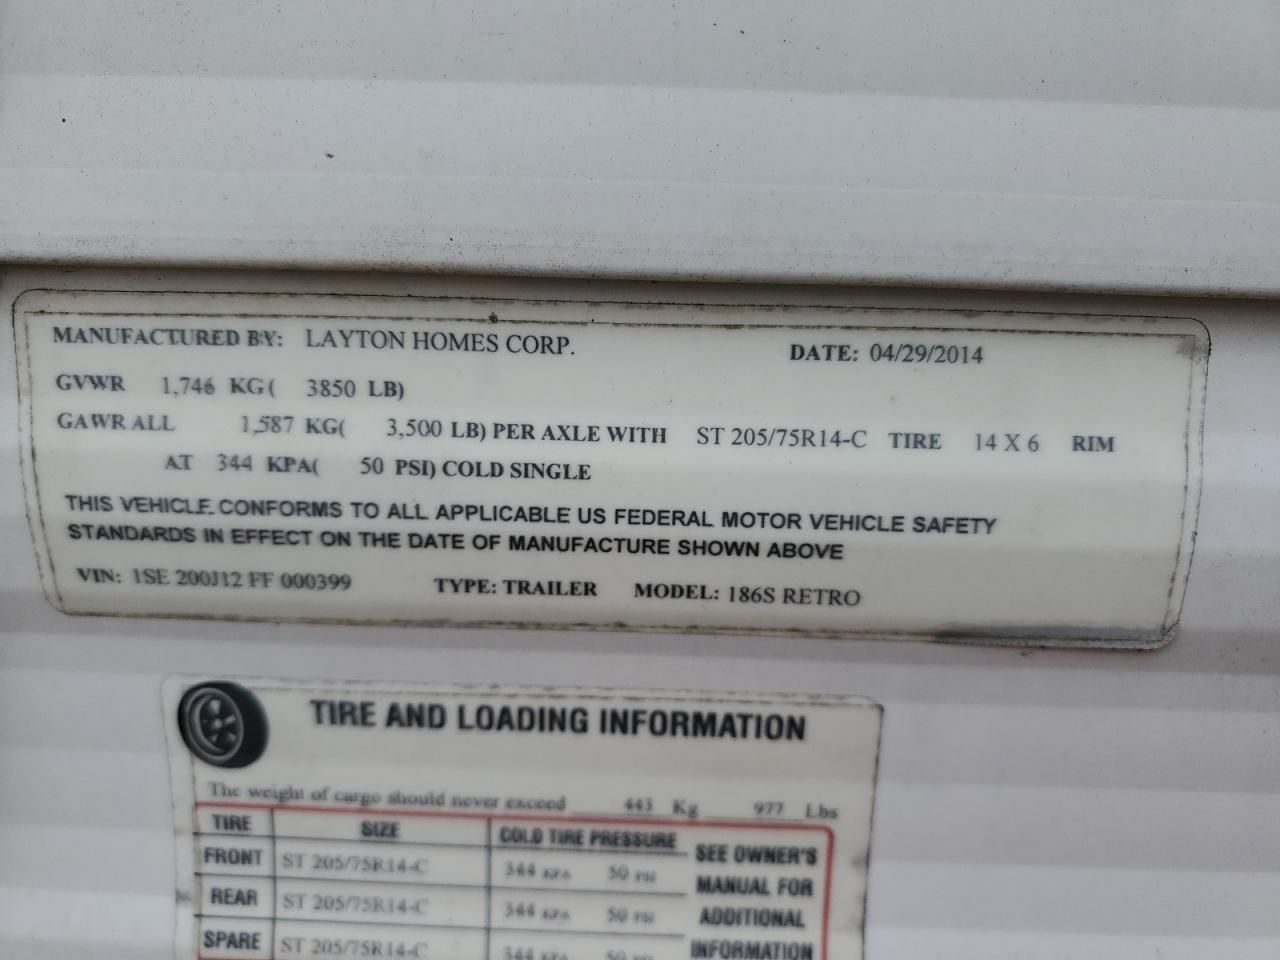 MANUFACTURED BY: LAYTON HOMES CORP. DATE: 04/29/2014
GVWR 1,746 KG( 3850 LB)
GAWR ALL 1,587 KG( 3,500 LB) PER AXLE WITH ST 205/75R14-C TIRE 14 X 6 RIM
AT 344 KPA( 50 PSI) COLD SINGLE
THIS VEHICLE CONFORMS TO ALL APPLICABLE US FEDERAL MOTOR VEHICLE SAFETY
STANDARDS IN EFFECT ON THE DATE OF MANUFACTURE SHOWN ABOVE
VIN: 1SE 200J12 FF 000399 TYPE: TRAILER MODEL: 186S RETRO
TIRE AND LOADING INFORMATION
The weight of cargo should never exceed 443 Kg 977 Lbs
TIRE SIZE COLD TIRE PRESSURE SEE OWNER'S
FRONT ST 205/75R14-C 344 KPA 50 PSI MANUAL FOR
REAR ST 205/75R14-C 344 KPA 50 PSI ADDITIONAL
SPARE ST 205/75R14-C 344 KPA 50 PSI INFORMATION